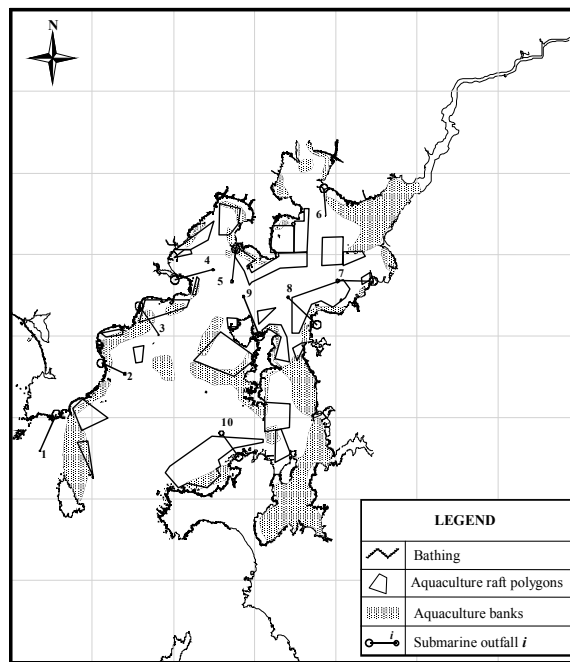 N
6
4
7
5
9
8
3
2
10
1
LEGEND
Bathing
Aquaculture raft polygons
Aquaculture banks
i Submarine outfall i